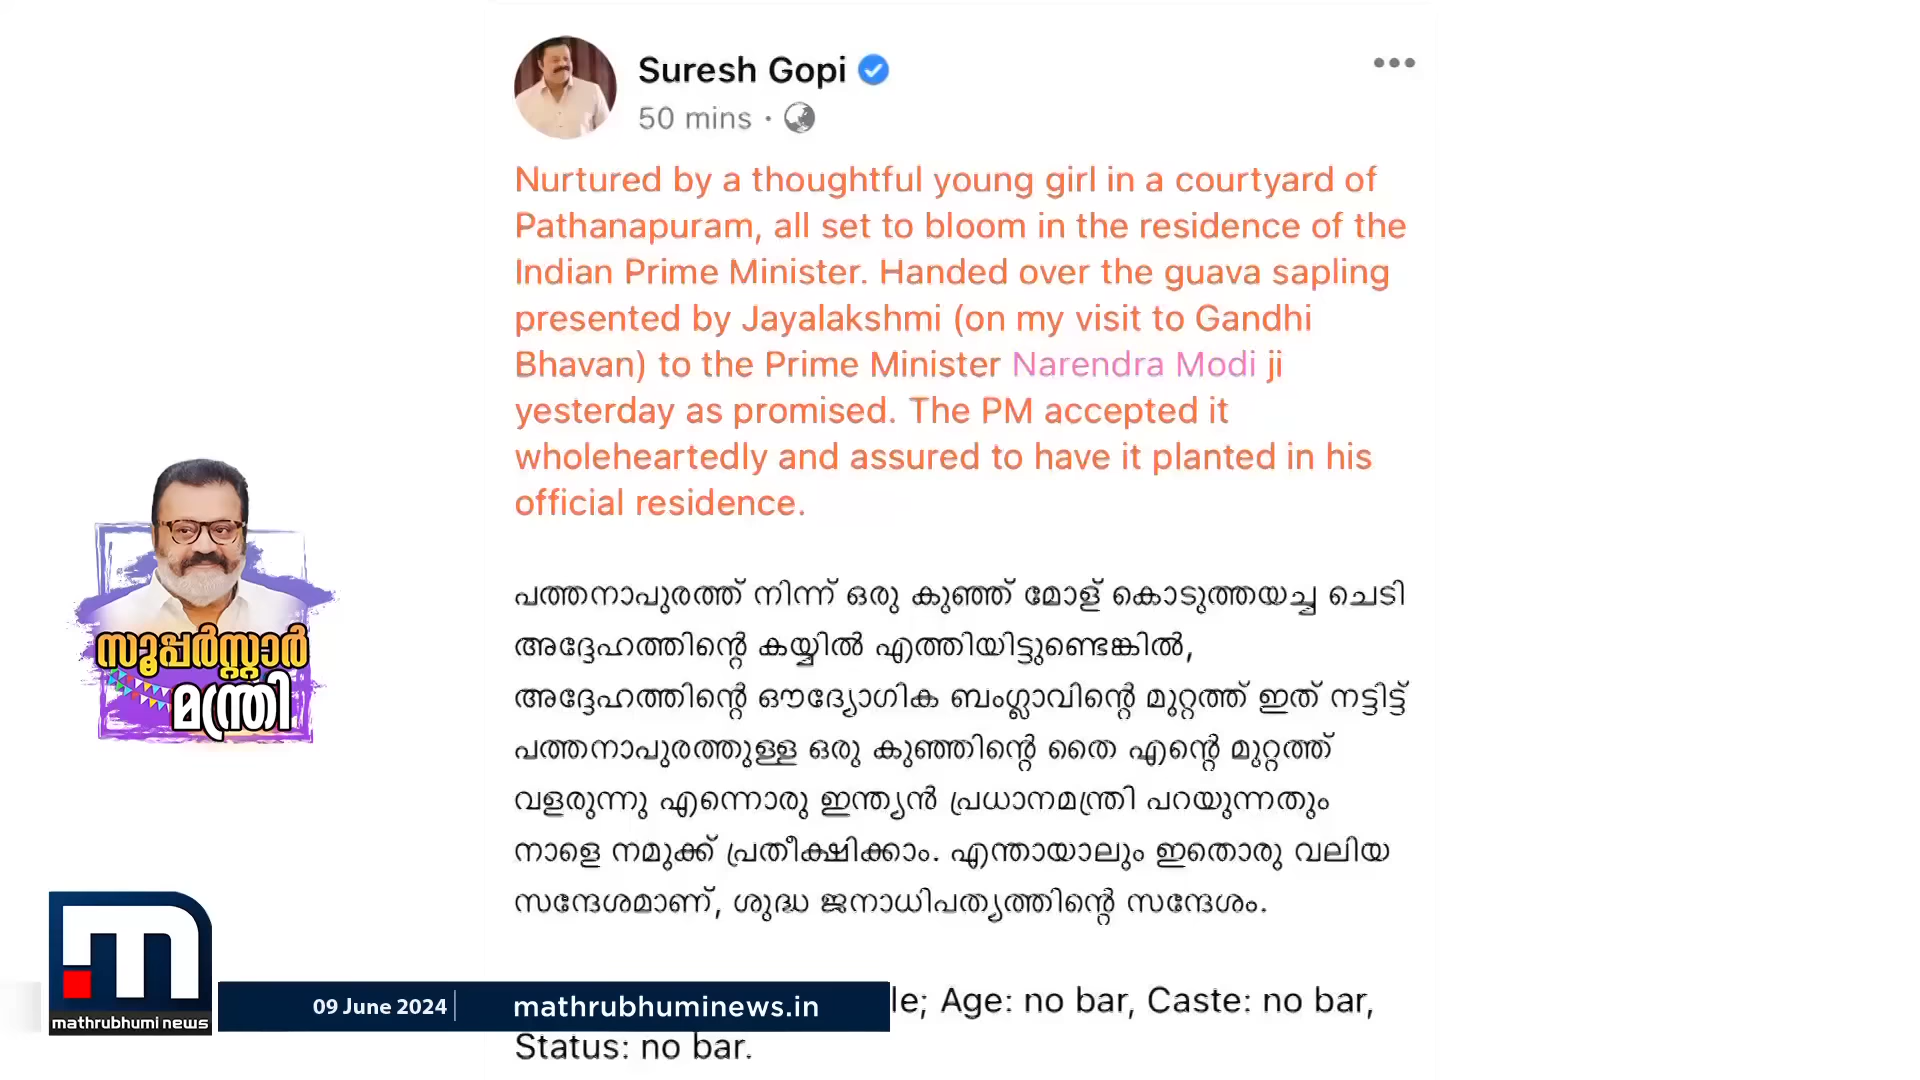 Suresh Gopi
50 mins ·
Nurtured by a thoughtful young girl in a courtyard of
Pathanapuram, all set to bloom in the residence of the
Indian Prime Minister. Handed over the guava sapling
presented by Jayalakshmi (on my visit to Gandhi
Bhavan) to the Prime Minister Narendra Modi ji
yesterday as promised. The PM accepted it
wholeheartedly and assured to have it planted in his
official residence.
പത്തനാപുരത്ത് നിന്ന് ഒരു കുഞ്ഞ് മോള് കൊടുത്തയച്ച ചെടി
അദ്ദേഹത്തിന്റെ കയ്യിൽ എത്തിയിട്ടുണ്ടെങ്കിൽ,
അദ്ദേഹത്തിന്റെ ഔദ്യോഗിക ബംഗ്ലാവിന്റെ മുറ്റത്ത് ഇത് നട്ടിട്ട്
പത്തനാപുരത്തുള്ള ഒരു കുഞ്ഞിന്റെ തൈ എന്റെ മുറ്റത്ത്
വളരുന്നു എന്നൊരു ഇന്ത്യൻ പ്രധാനമന്ത്രി പറയുന്നതും
നാളെ നമുക്ക് പ്രതീക്ഷിക്കാം. എന്തായാലും ഇതൊരു വലിയ
സന്ദേശമാണ്, ശുദ്ധ ജനാധിപത്യത്തിന്റെ സന്ദേശം.
le; Age: no bar, Caste: no bar,
Status: no bar.
സൂപ്പർസ്റ്റാർ
മന്ത്രി
mathrubhumi news
09 June 2024
mathrubhuminews.in